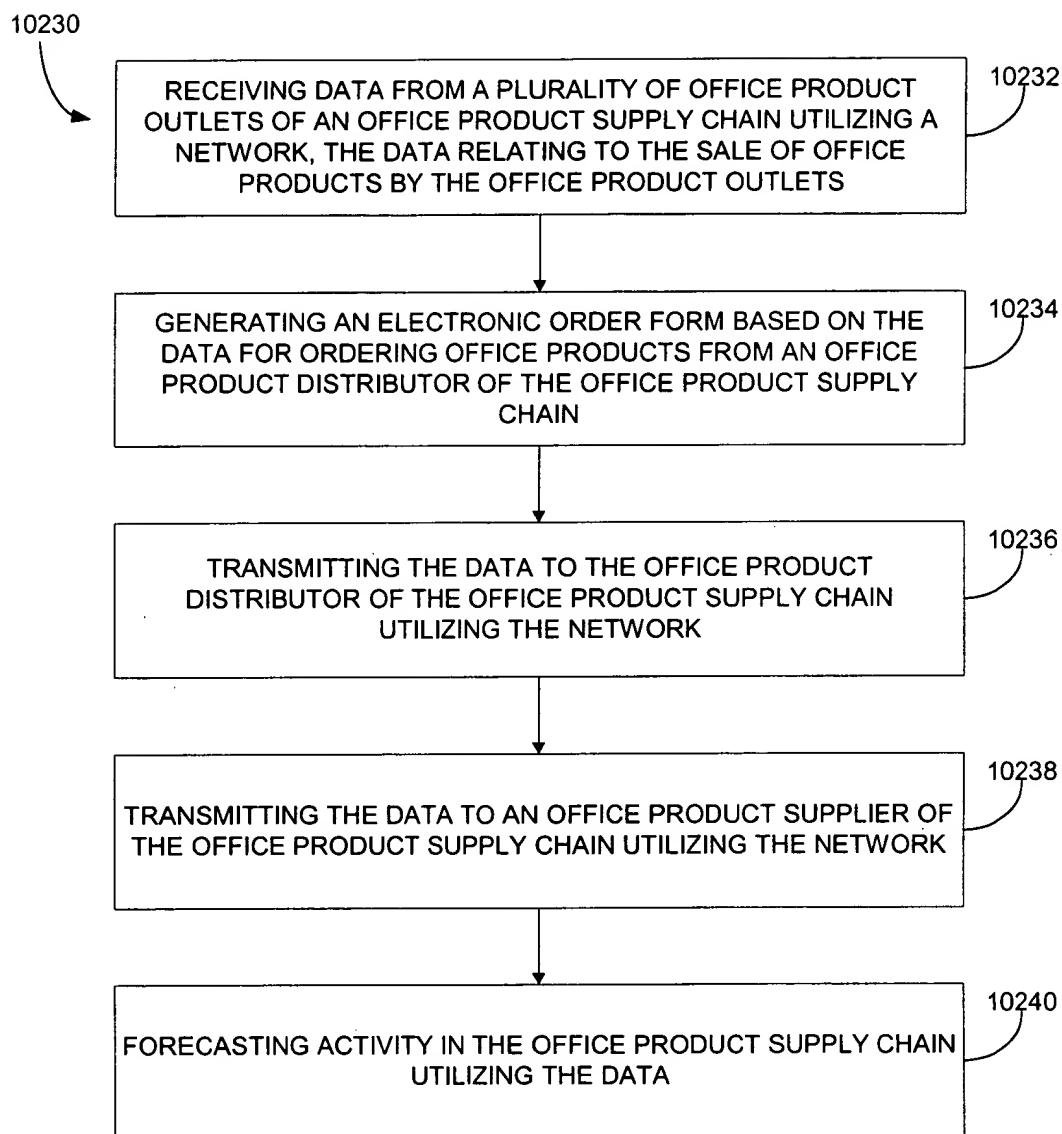 10230
10232
RECEIVING DATA FROM A PLURALITY OF OFFICE PRODUCT
OUTLETS OF AN OFFICE PRODUCT SUPPLY CHAIN UTILIZING A
NETWORK, THE DATA RELATING TO THE SALE OF OFFICE
PRODUCTS BY THE OFFICE PRODUCT OUTLETS
10234
GENERATING AN ELECTRONIC ORDER FORM BASED ON THE
DATA FOR ORDERING OFFICE PRODUCTS FROM AN OFFICE
PRODUCT DISTRIBUTOR OF THE OFFICE PRODUCT SUPPLY
CHAIN
10236
TRANSMITTING THE DATA TO THE OFFICE PRODUCT
DISTRIBUTOR OF THE OFFICE PRODUCT SUPPLY CHAIN
UTILIZING THE NETWORK
10238
TRANSMITTING THE DATA TO AN OFFICE PRODUCT SUPPLIER OF
THE OFFICE PRODUCT SUPPLY CHAIN UTILIZING THE NETWORK
10240
FORECASTING ACTIVITY IN THE OFFICE PRODUCT SUPPLY CHAIN
UTILIZING THE DATA